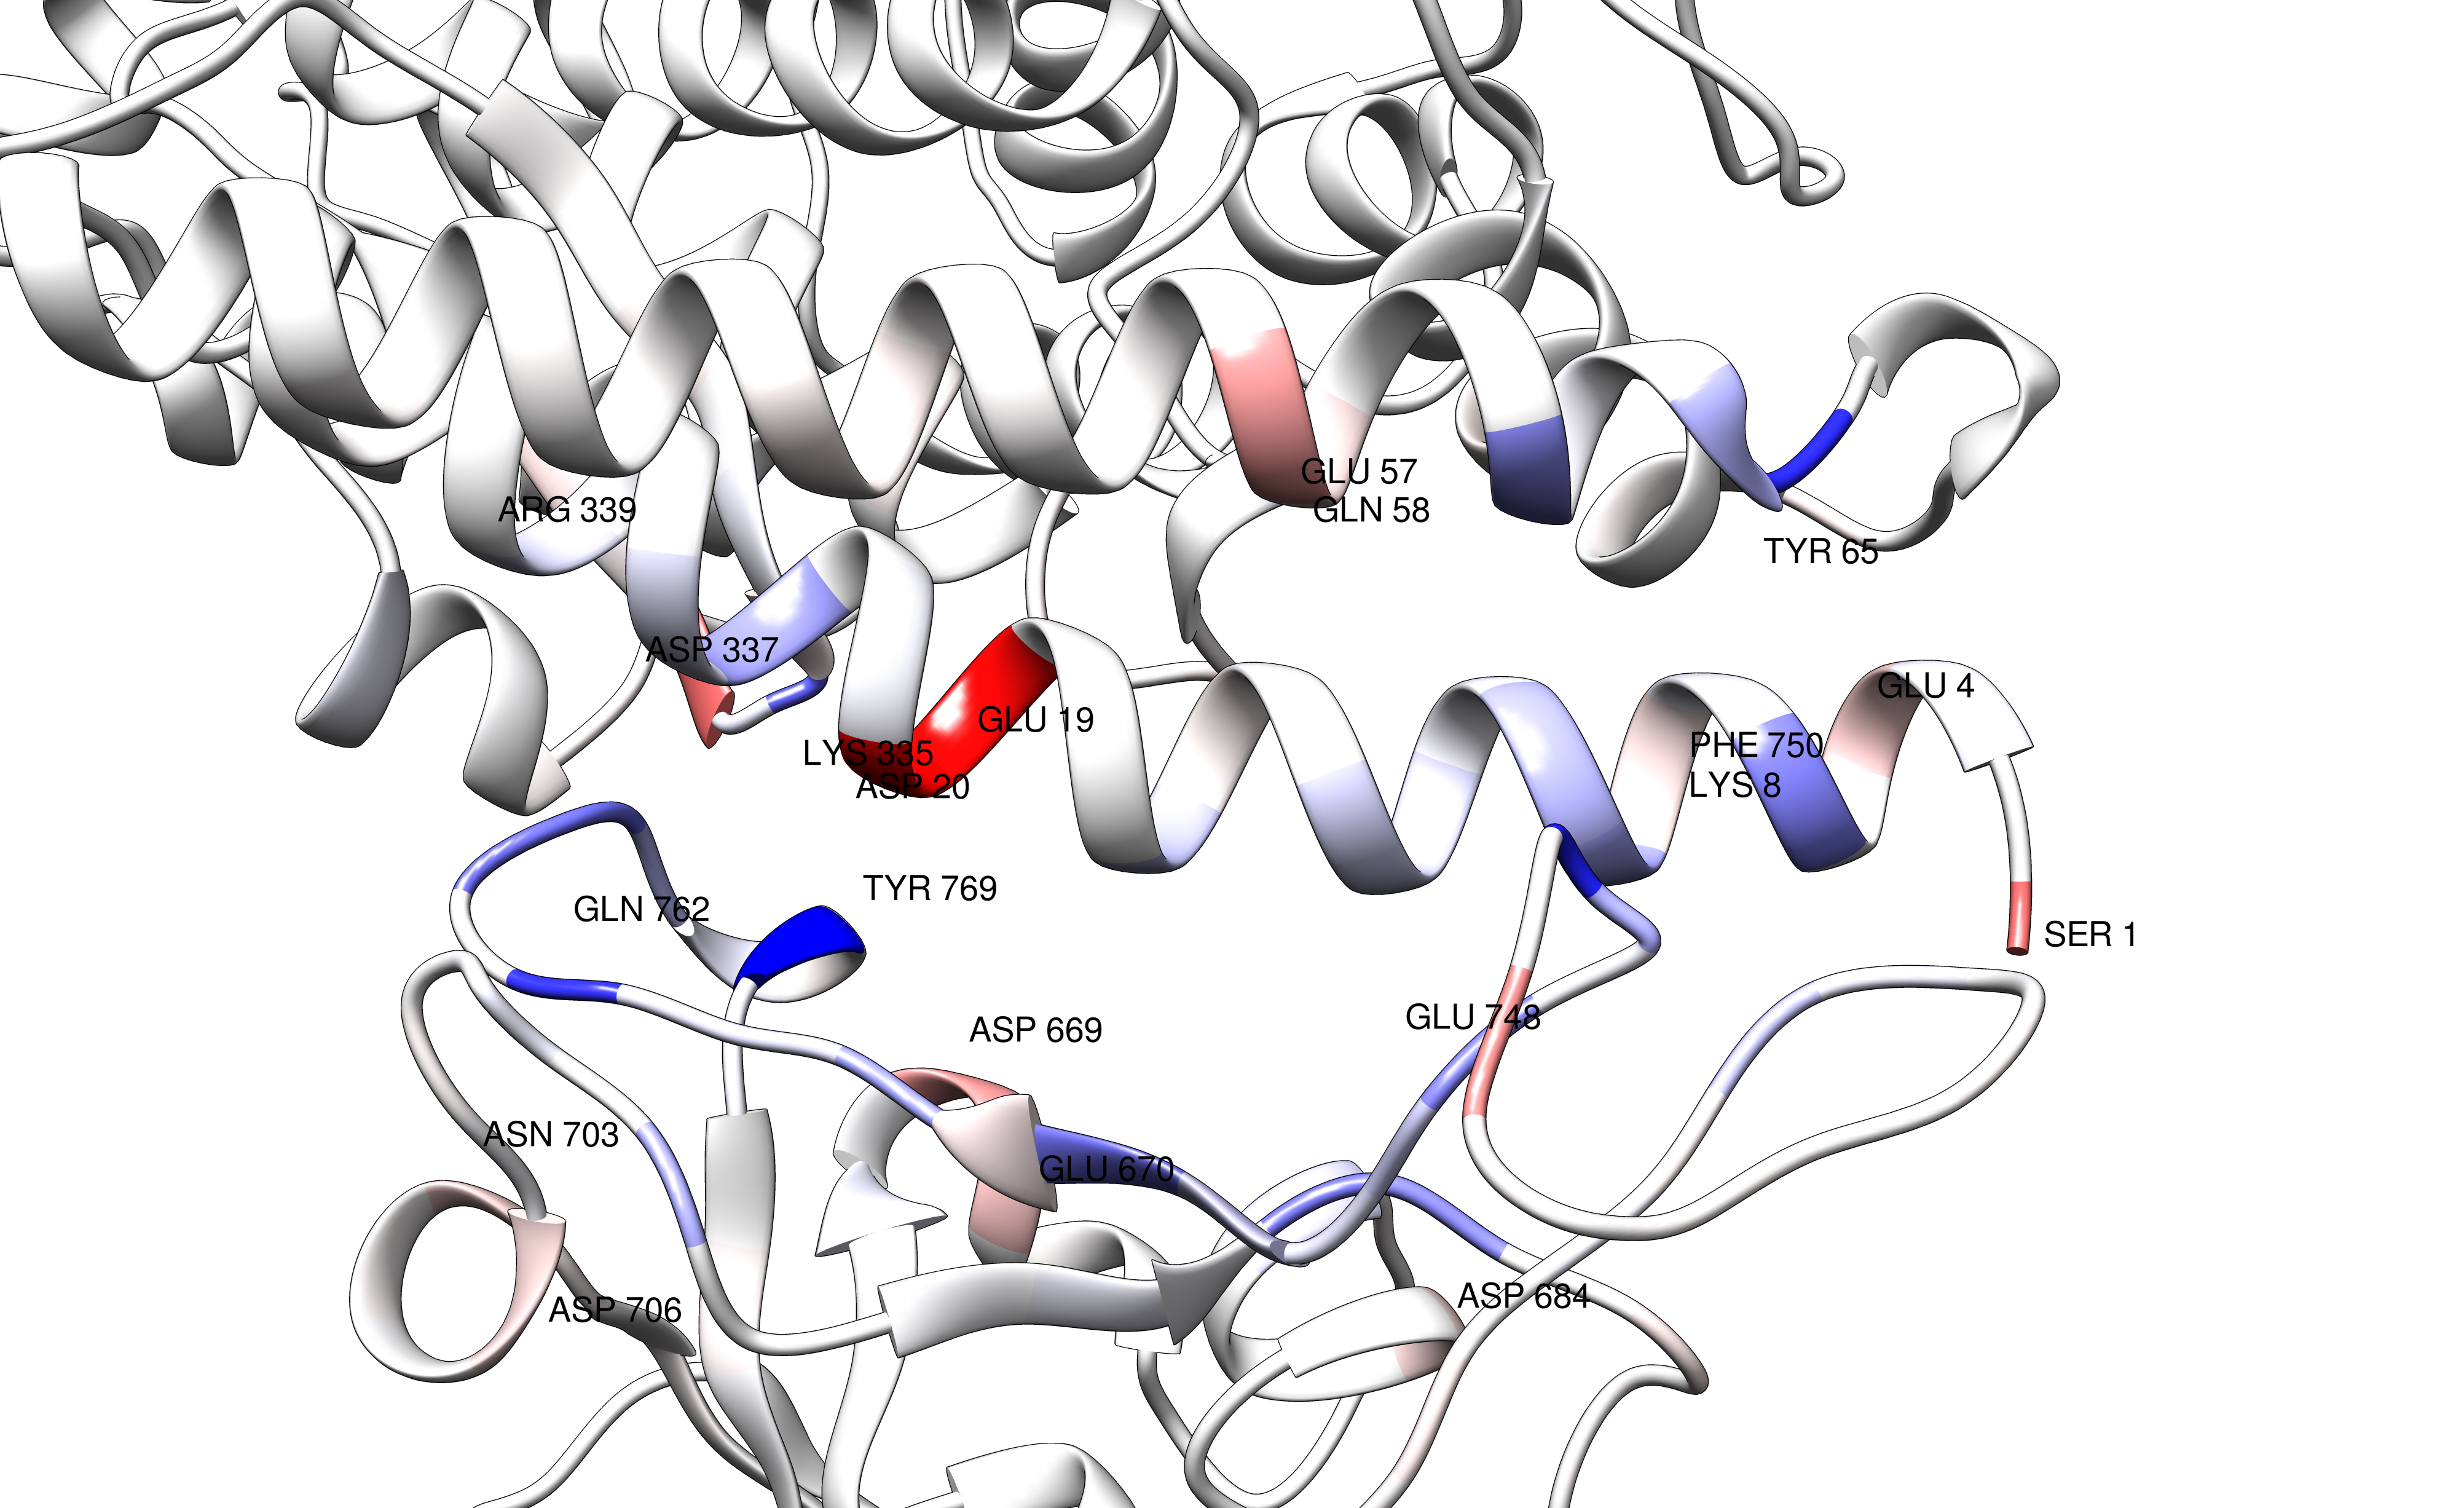 GLU 57
ARG 339
GLN 58
TYR 65
ASP 337
GLU 4
GLU 19
LYS 335
PHE 750
ASP 20
LYS 8
TYR 769
GLN 762
SER 1
GLU 748
ASP 669
ASN 703
GLU 670
ASP 684
ASP 706